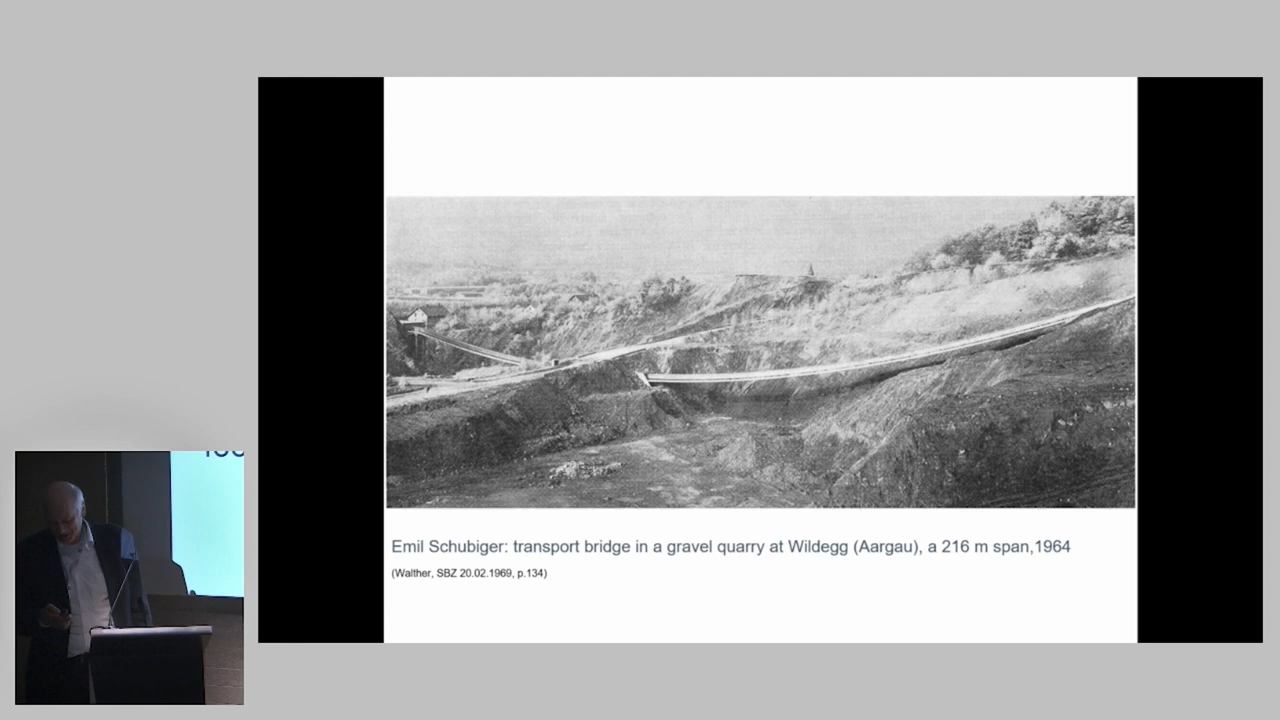 Emil Schubiger: transport bridge in a gravel quarry at Wildegg (Aargau), a 216 m span,1964
(Walther, SBZ 20.02.1969, p.134)